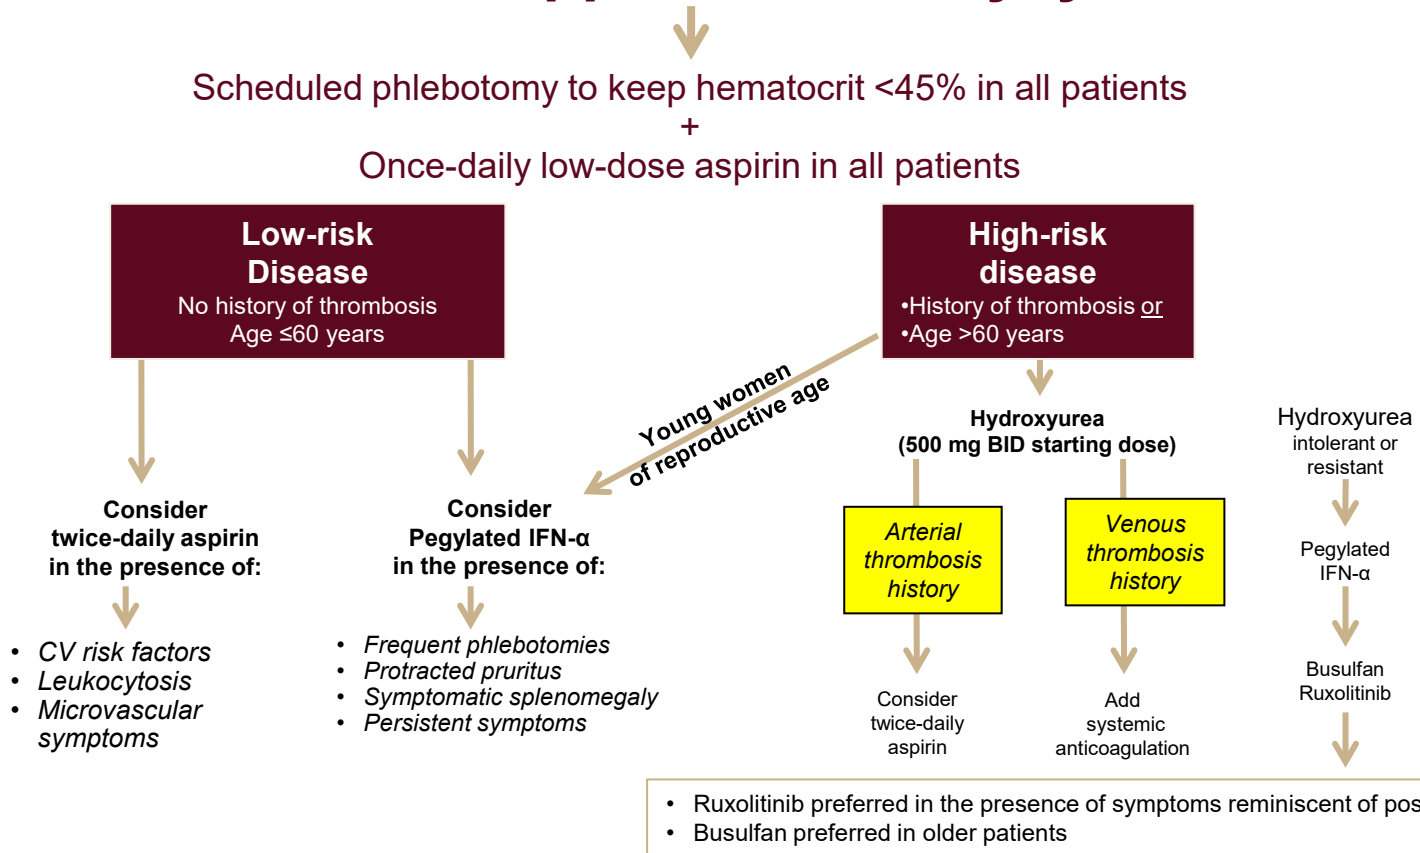 Scheduled phlebotomy to keep hematocrit <45% in all patients
+
Once-daily low-dose aspirin in all patients
Low-risk
Disease
No history of thrombosis
Age ≤60 years
High-risk
disease
•History of thrombosis or
•Age >60 years
Young women
of reproductive age
Consider
twice-daily aspirin
in the presence of:
• CV risk factors
• Leukocytosis
• Microvascular
symptoms
Consider
Pegylated IFN-α
in the presence of:
• Frequent phlebotomies
• Protracted pruritus
• Symptomatic splenomegaly
• Persistent symptoms
Hydroxyurea
(500 mg BID starting dose)
Arterial
thrombosis
history
Consider
twice-daily
aspirin
Venous
thrombosis
history
Add
systemic
anticoagulation
Hydroxyurea
intolerant or
resistant
Pegylated
IFN-α
Busulfan
Ruxolitinib
• Ruxolitinib preferred in the presence of symptoms reminiscent of pos
• Busulfan preferred in older patients